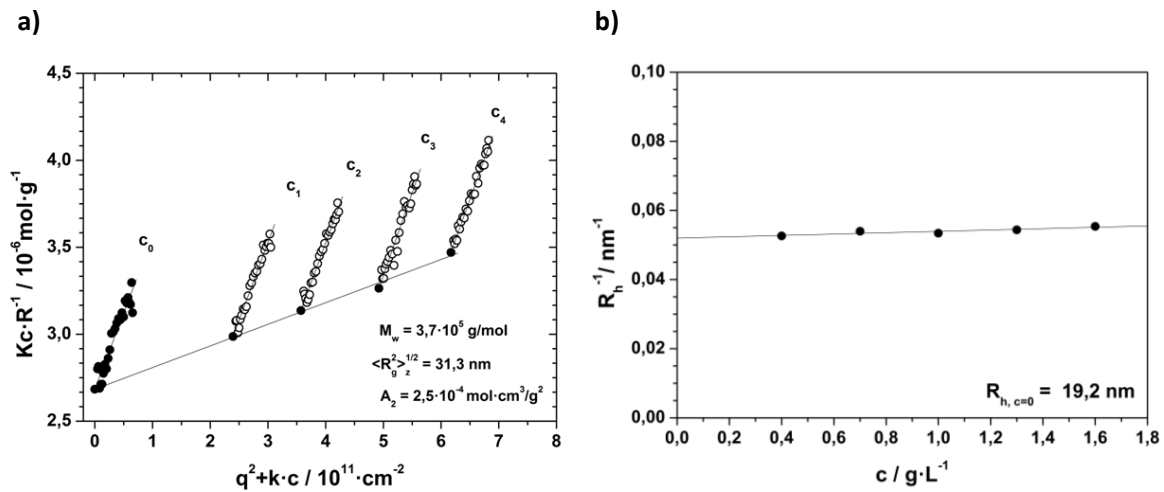 a)
4,5
4,0
3,5
3,0
2,5
Kc·R⁻¹ / 10⁻⁶mol·g⁻¹
c₀
c₁
c₂
c₃
c₄
M_w = 3,7·10⁵ g/mol
<R_g²>_z^1/2 = 31,3 nm
A₂ = 2,5·10⁻⁴ mol·cm³/g²
0 1 2 3 4 5 6 7 8
q²+k·c / 10¹¹·cm⁻²
b)
0,10
0,08
0,06
0,04
0,02
0,00
R_h⁻¹/ nm⁻¹
R_h, c=0 = 19,2 nm
0,0 0,2 0,4 0,6 0,8 1,0 1,2 1,4 1,6 1,8
c / g·L⁻¹